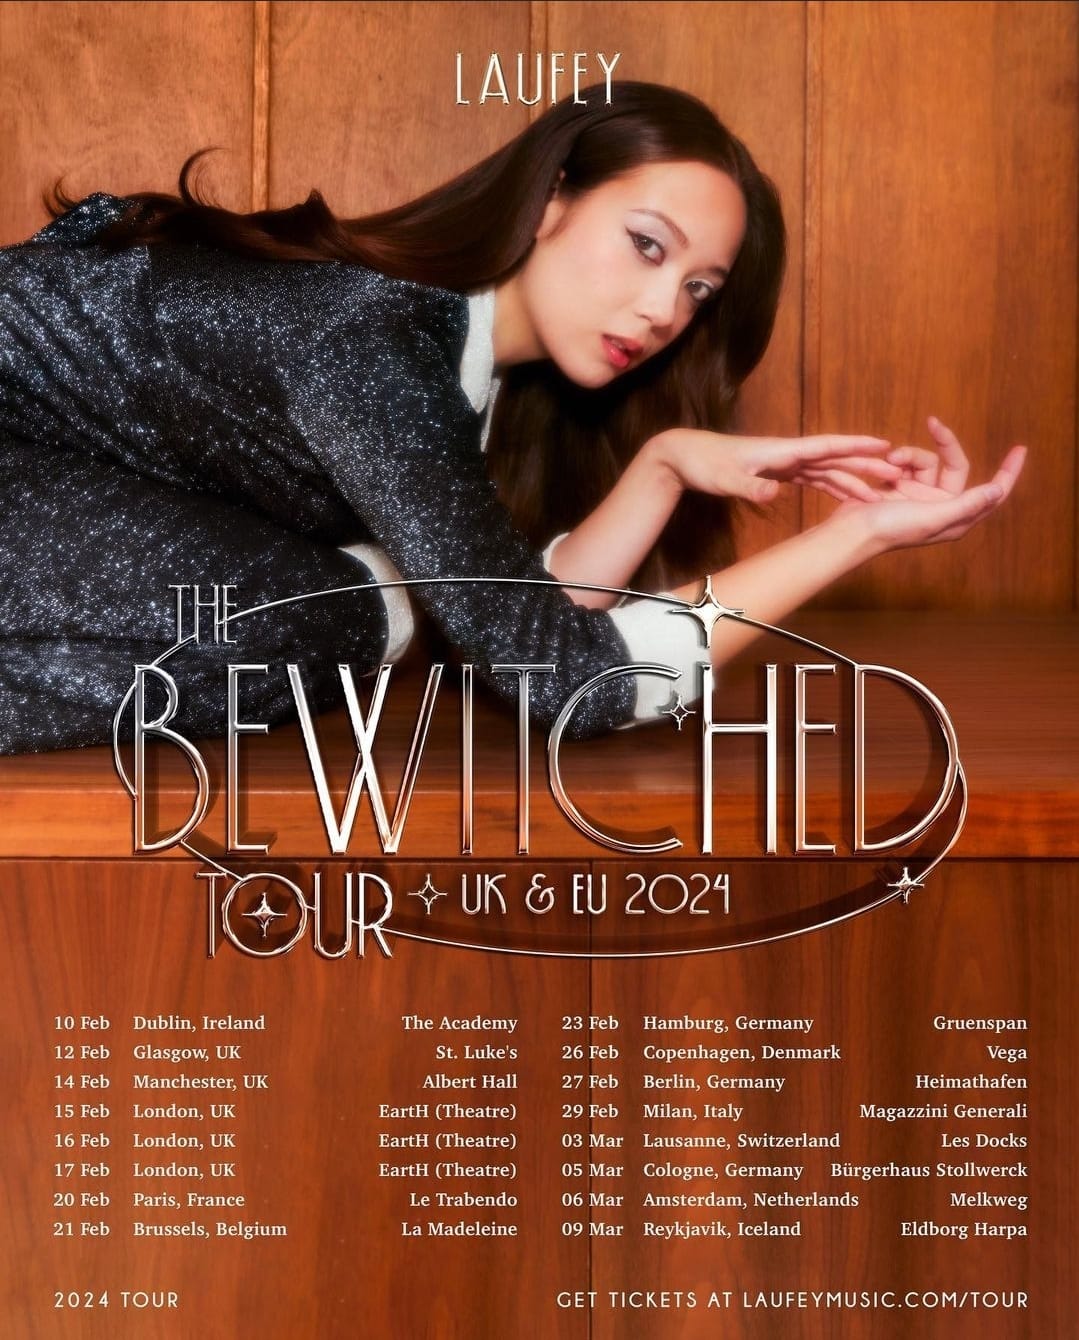 LAUFEY
THE
BEWITCHED
TOUR UK & EU 2024
10 Feb Dublin, Ireland The Academy
12 Feb Glasgow, UK St. Luke's
14 Feb Manchester, UK Albert Hall
15 Feb London, UK EartH (Theatre)
16 Feb London, UK EartH (Theatre)
17 Feb London, UK EartH (Theatre)
20 Feb Paris, France Le Trabendo
21 Feb Brussels, Belgium La Madeleine
23 Feb Hamburg, Germany Gruenspan
26 Feb Copenhagen, Denmark Vega
27 Feb Berlin, Germany Heimathafen
29 Feb Milan, Italy Magazzini Generali
03 Mar Lausanne, Switzerland Les Docks
05 Mar Cologne, Germany Bürgerhaus Stollwerck
06 Mar Amsterdam, Netherlands Melkweg
09 Mar Reykjavik, Iceland Eldborg Harpa
2024 TOUR
GET TICKETS AT LAUFEYMUSIC.COM/TOUR